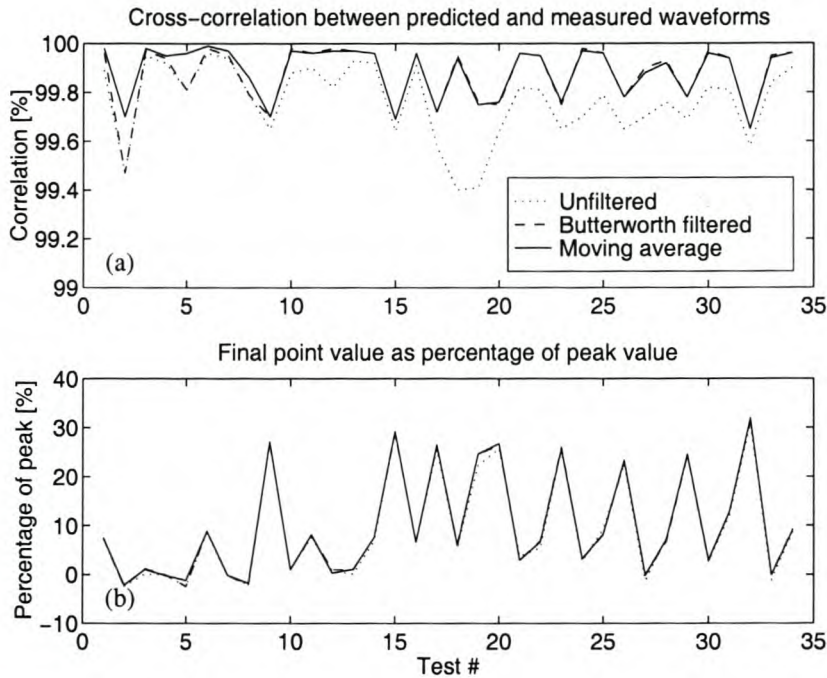 Cross-correlation between predicted and measured waveforms
Correlation [%]
100
99.8
99.6
99.4
99.2
99
(a)
Unfiltered
Butterworth filtered
Moving average
0 5 10 15 20 25 30 35
Final point value as percentage of peak value
Percentage of peak [%]
40
30
20
10
0
-10
(b)
0 5 10 15 20 25 30 35
Test #